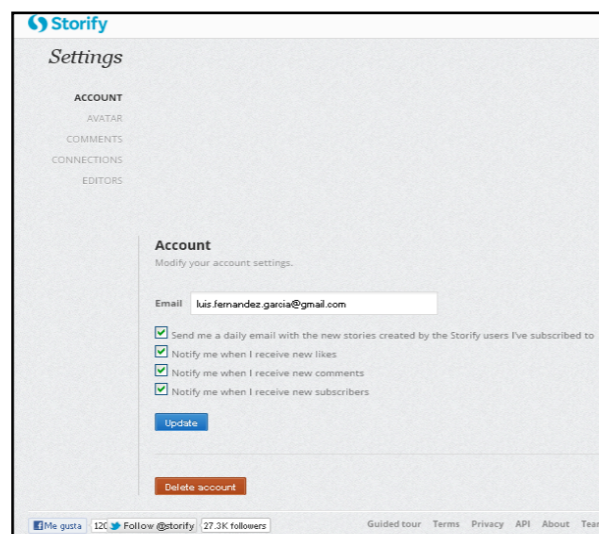 Storify
Settings
ACCOUNT
AVATAR
COMMENTS
CONNECTIONS
EDITORS
Account
Modify your account settings.
Email luis.fernandez.garcia@gmail.com
Send me a daily email with the new stories created by the Storify users I've subscribed to
Notify me when I receive new likes
Notify me when I receive new comments
Notify me when I receive new subscribers
Update
Delete account
Me gusta 120 Follow @storify 27.3K followers Guided tour Terms Privacy API About